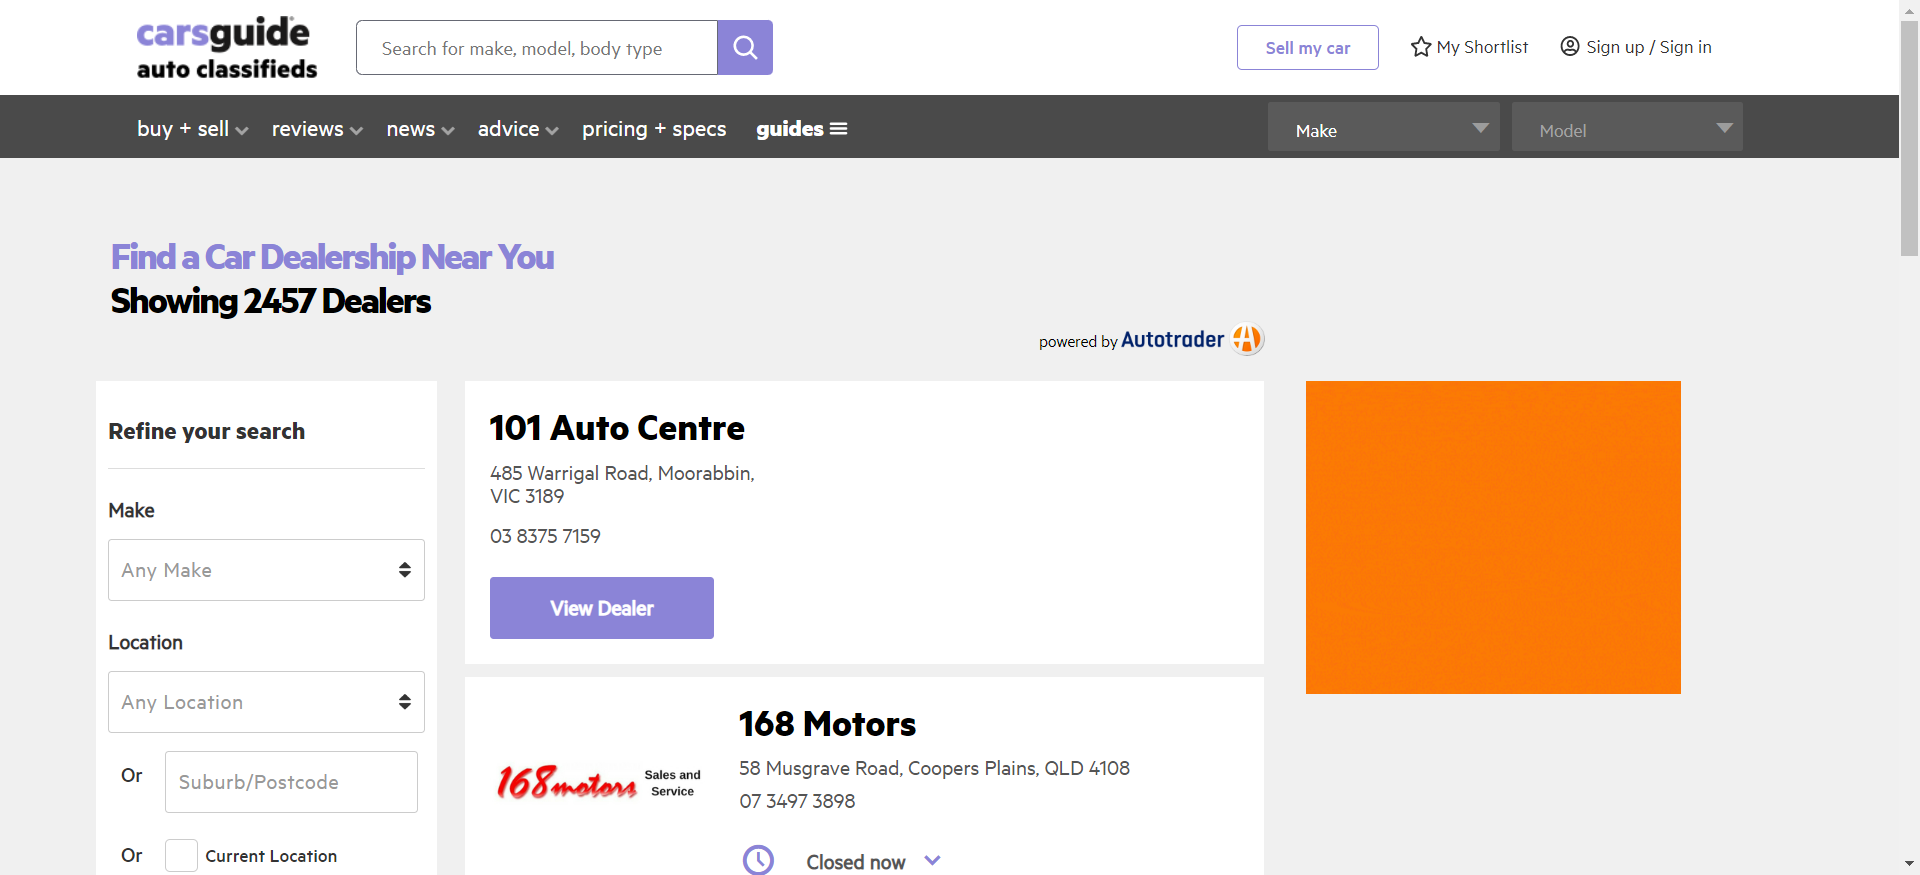 carsguide
auto classifieds
Search for make, model, body type
Sell my car
My Shortlist
Sign up / Sign in
buy + sell
reviews
news
advice
pricing + specs
guides
Make
Model
Find a Car Dealership Near You
Showing 2457 Dealers
powered by Autotrader
Refine your search
Make
Any Make
Location
Any Location
Or
Suburb/Postcode
Or
Current Location
101 Auto Centre
485 Warrigal Road, Moorabbin,
VIC 3189
03 8375 7159
View Dealer
168 motors
Sales and
Service
168 Motors
58 Musgrave Road, Coopers Plains, QLD 4108
07 3497 3898
Closed now